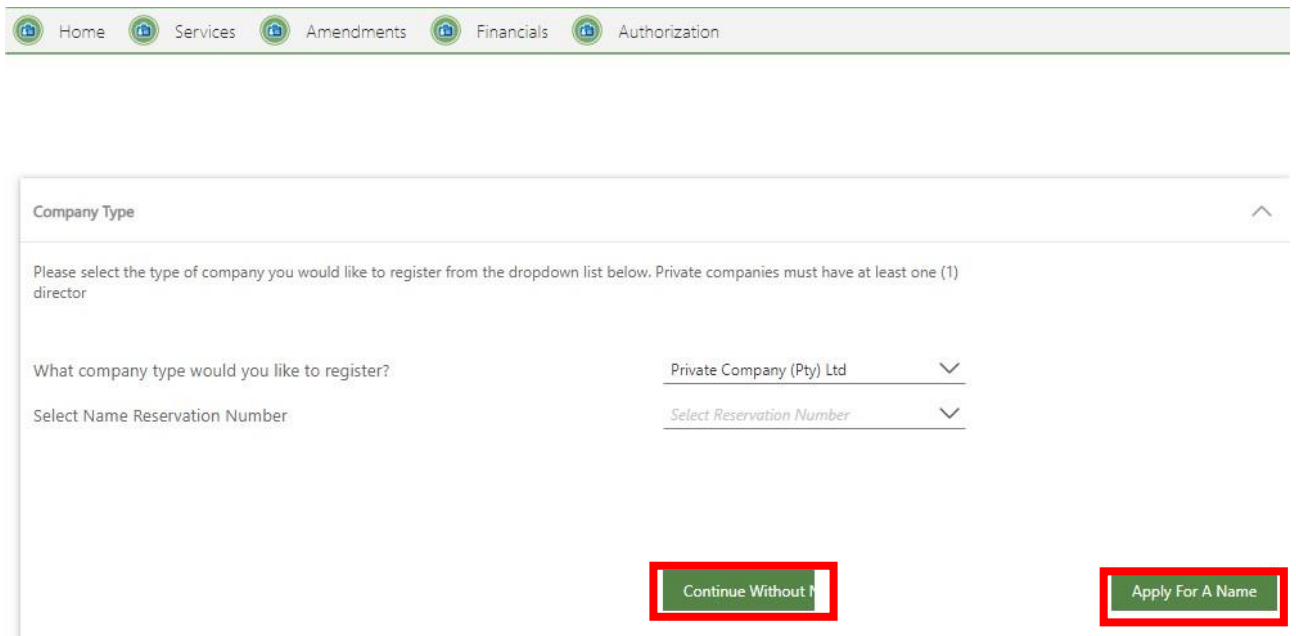 Home Services Amendments Financials Authorization
Company Type
Please select the type of company you would like to register from the dropdown list below. Private companies must have at least one (1)
director
What company type would you like to register? Private Company (Pty) Ltd
Select Name Reservation Number Select Reservation Number
Continue Without Apply For A Name